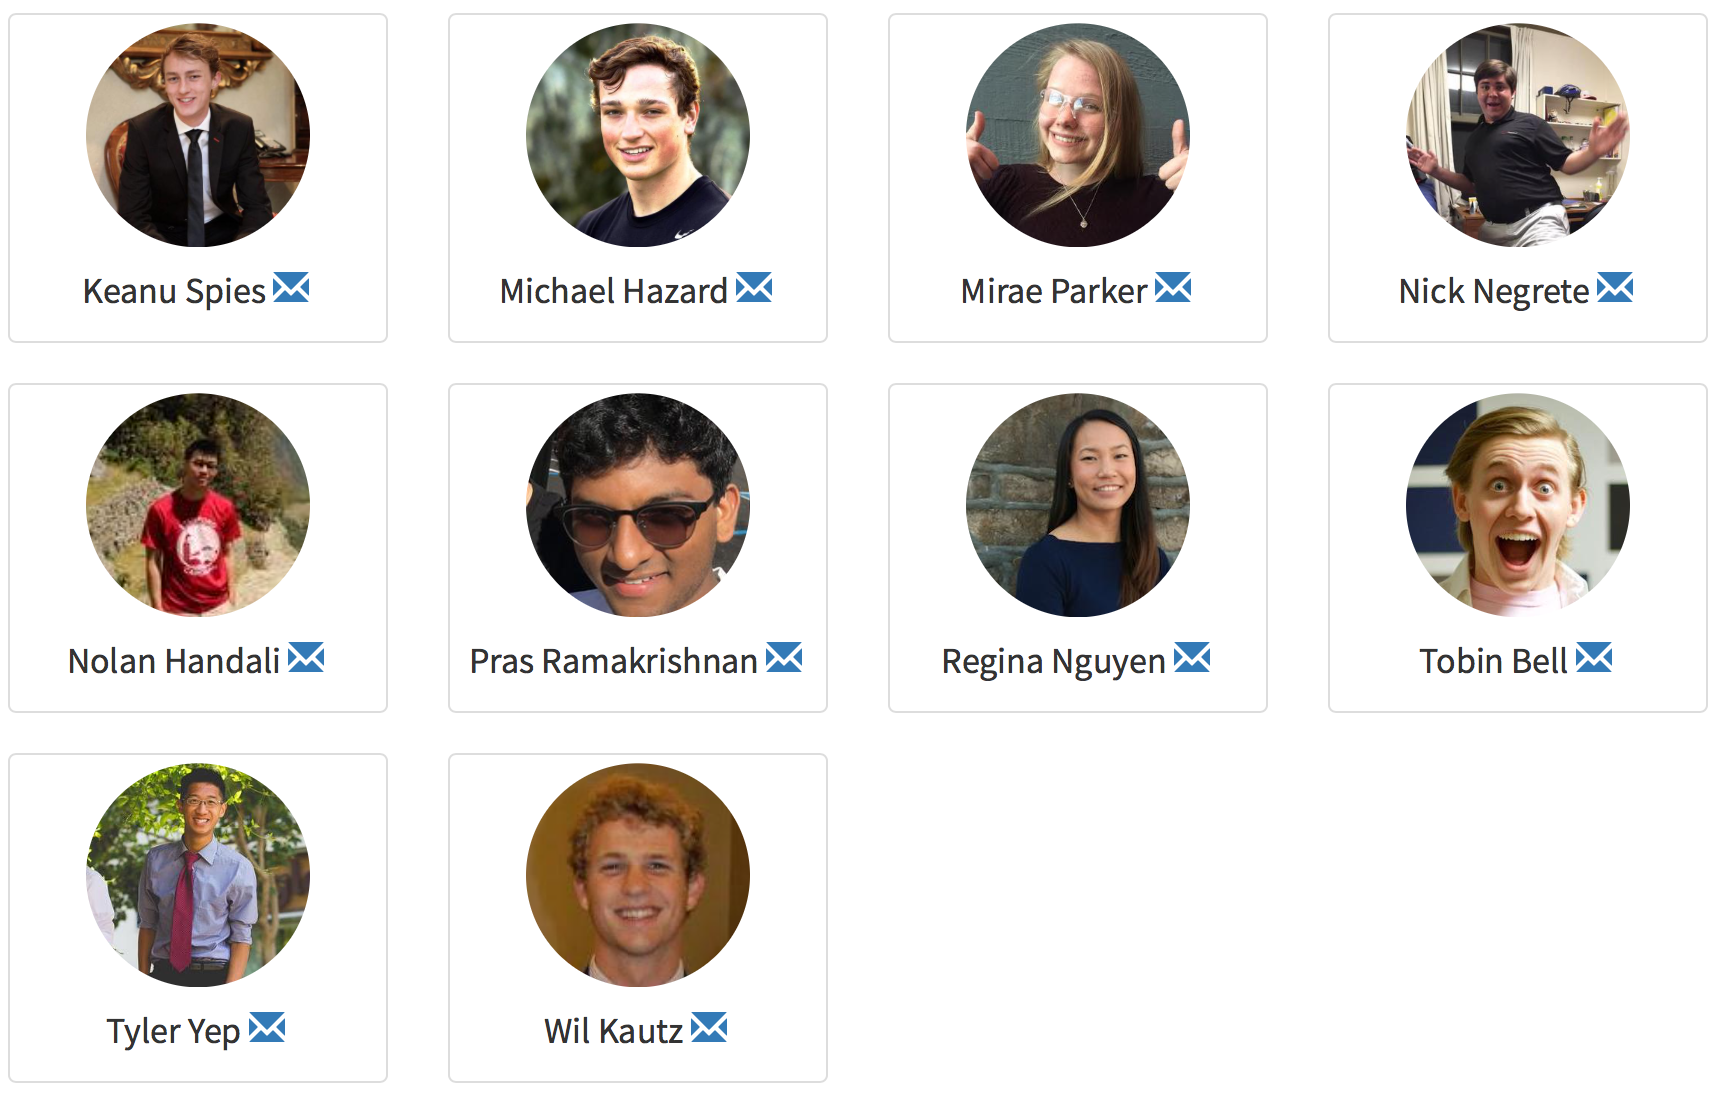 Keanu Spies
Michael Hazard
Mirae Parker
Nick Negrete
Nolan Handali
Pras Ramakrishnan
Regina Nguyen
Tobin Bell
Tyler Yep
Wil Kautz